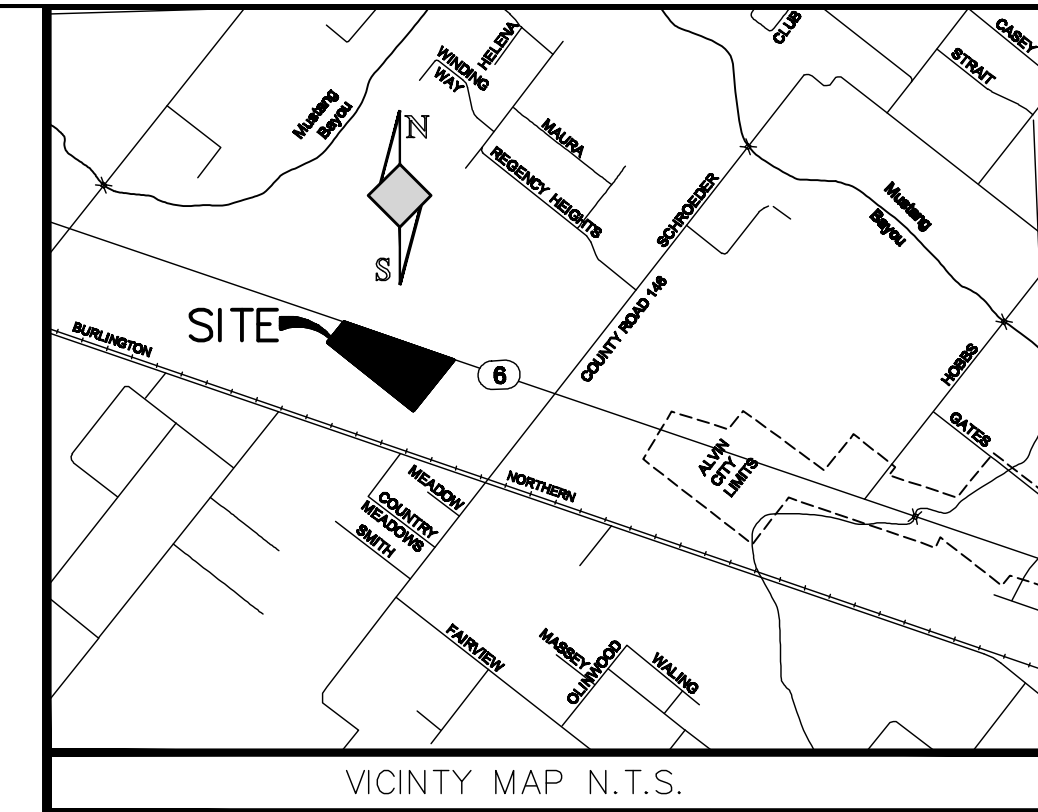 HELENA
WINDING
WAY
CLUB
CASEY
STRAIT
Mustang
Bayou
N
MAURA
REGENCY HEIGHTS
SCHROEDER
Mustang
Bayou
S
COUNTY ROAD 146
SITE
BURLINGTON
6
HOBBS
GATES
ALVIN
CITY
LIMITS
MEADOW
NORTHERN
COUNTRY
MEADOWS
SMITH
FAIRVIEW
MASSEY
OLINWOOD
WALING
VICINTY MAP N.T.S.